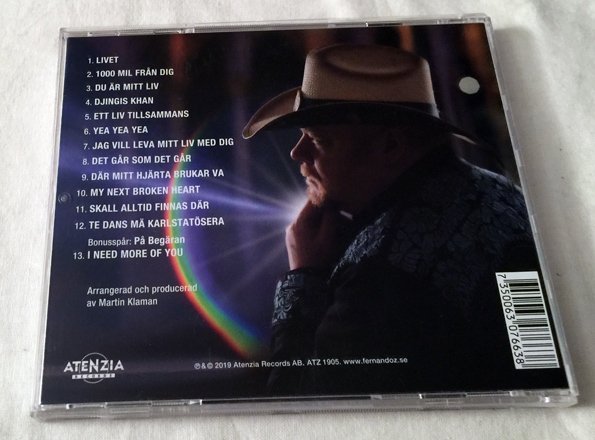 1. LIVET
2. 1000 MIL FRÅN DIG
3. DU ÄR MITT LIV
4. DJINGIS KHAN
5. ETT LIV TILLSAMMANS
6. YEA YEA YEA
7. JAG VILL LEVA MITT LIV MED DIG
8. DET GÅR SOM DET GÅR
9. DÄR MITT HJÄRTA BRUKAR VA
10. MY NEXT BROKEN HEART
11. SKALL ALLTID FINNAS DÄR
12. TE DANS MÄ KARLSTATÖSERA
Bonusspår: På Begäran
13. I NEED MORE OF YOU
Arrangerad och producerad
av Martin Klaman
ATENZIA
RECORDS
℗ & © 2019 Atenzia Records AB. ATZ 1905. www.fernandoz.se
7 350063 076638